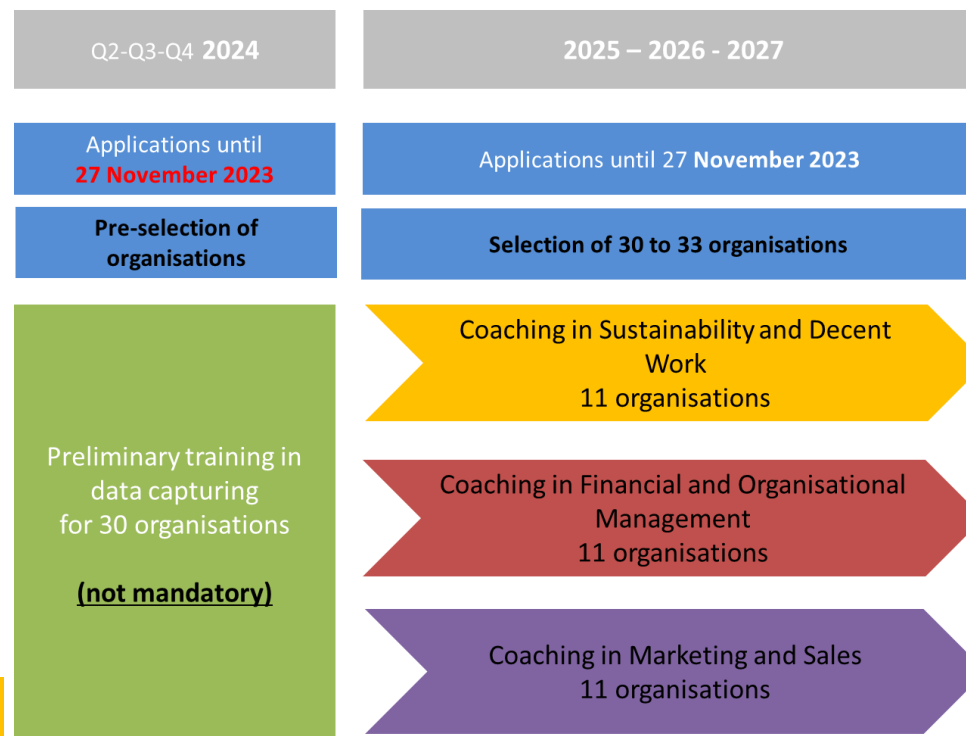 Q2-Q3-Q4 2024
Applications until
27 November 2023
Pre-selection of
organisations
Preliminary training in
data capturing
for 30 organisations
(not mandatory)
2025 – 2026 - 2027
Applications until 27 November 2023
Selection of 30 to 33 organisations
Coaching in Sustainability and Decent
Work
11 organisations
Coaching in Financial and Organisational
Management
11 organisations
Coaching in Marketing and Sales
11 organisations